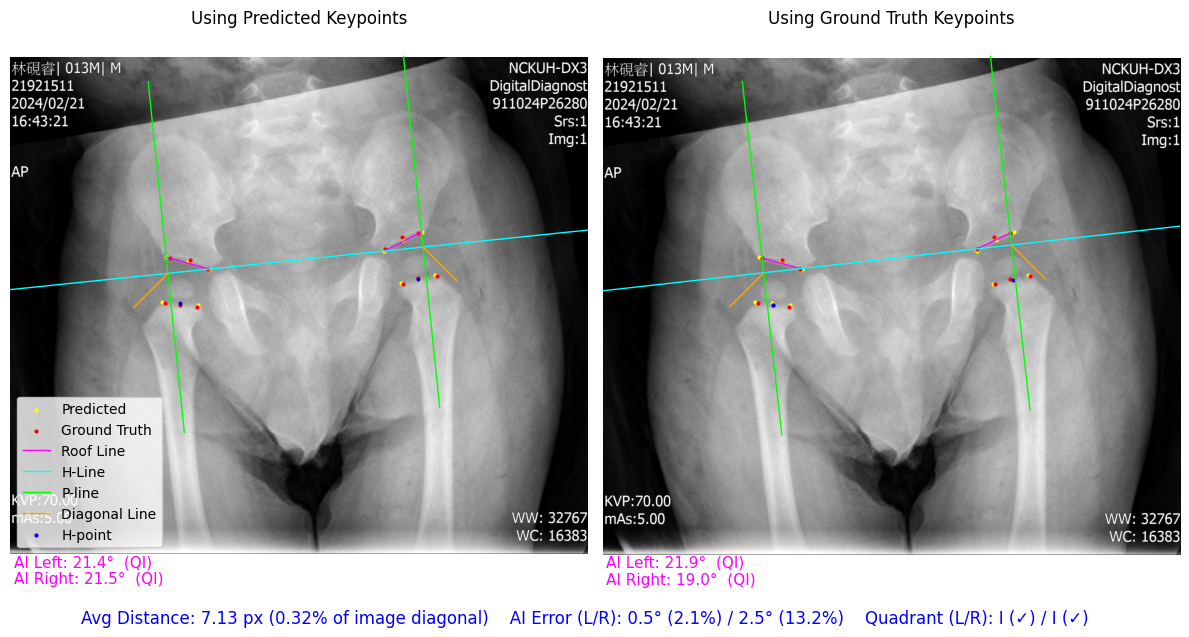 Using Predicted Keypoints
林硯睿| 013M| M
21921511
2024/02/21
16:43:21
AP
NCKUH-DX3
DigitalDiagnost
911024P26280
Srs:1
Img:1
Predicted
Ground Truth
Roof Line
H-Line
P-line
Diagonal Line
H-point
KVP:70.00
mAs:5.00
WW: 32767
WC: 16383
AI Left: 21.4° (QI)
AI Right: 21.5° (QI)
Using Ground Truth Keypoints
林硯睿| 013M| M
21921511
2024/02/21
16:43:21
AP
NCKUH-DX3
DigitalDiagnost
911024P26280
Srs:1
Img:1
KVP:70.00
mAs:5.00
WW: 32767
WC: 16383
AI Left: 21.9° (QI)
AI Right: 19.0° (QI)
Avg Distance: 7.13 px (0.32% of image diagonal) AI Error (L/R): 0.5° (2.1%) / 2.5° (13.2%) Quadrant (L/R): I (✓) / I (✓)